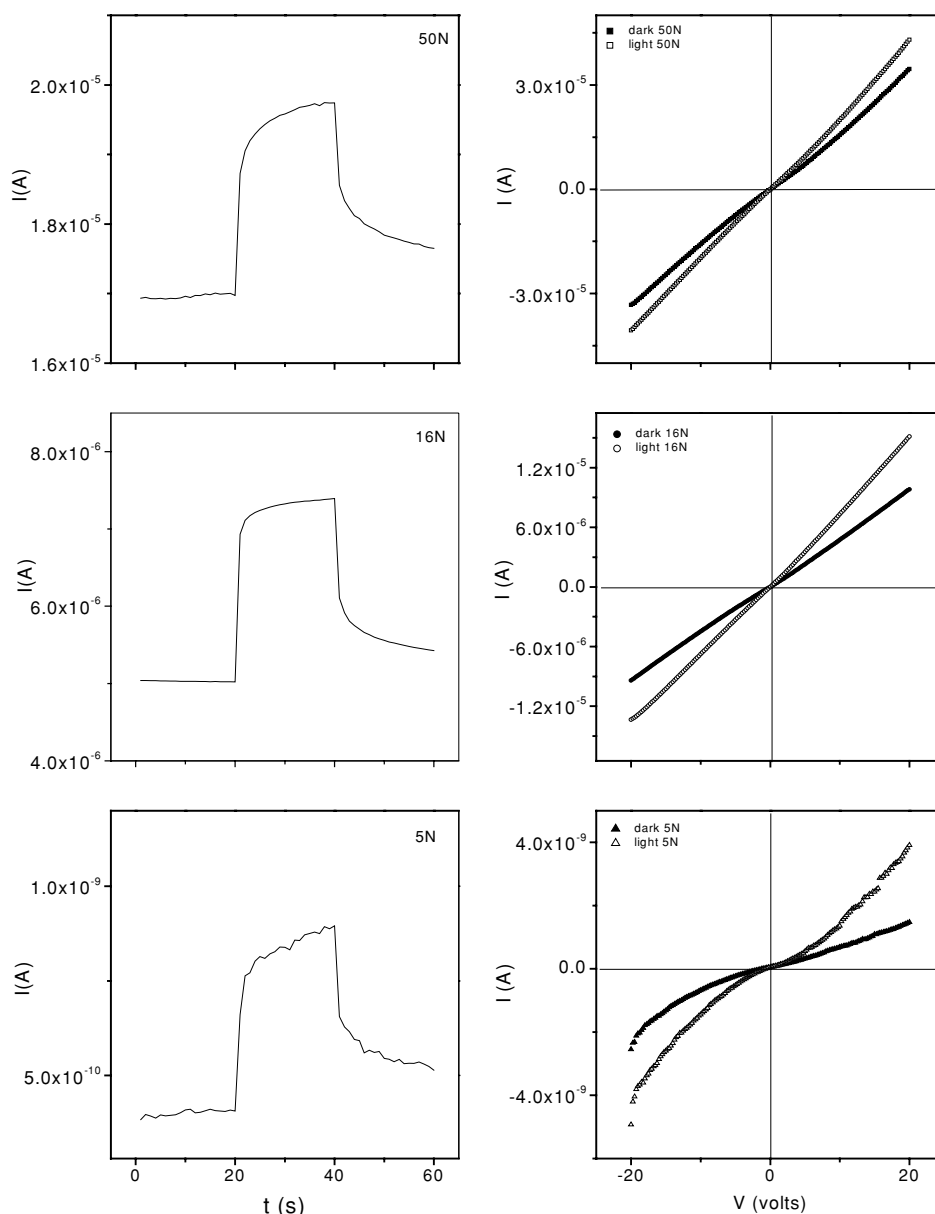 50N
2.0x10⁻⁵
1.8x10⁻⁵
1.6x10⁻⁵
I(A)
dark 50N
light 50N
3.0x10⁻⁵
0.0
-3.0x10⁻⁵
I (A)
16N
8.0x10⁻⁶
6.0x10⁻⁶
4.0x10⁻⁶
I(A)
dark 16N
light 16N
1.2x10⁻⁵
6.0x10⁻⁶
0.0
-6.0x10⁻⁶
-1.2x10⁻⁵
I (A)
5N
1.0x10⁻⁹
5.0x10⁻¹⁰
I(A)
0 20 40 60
t (s)
dark 5N
light 5N
4.0x10⁻⁹
0.0
-4.0x10⁻⁹
I (A)
-20 0 20
V (volts)